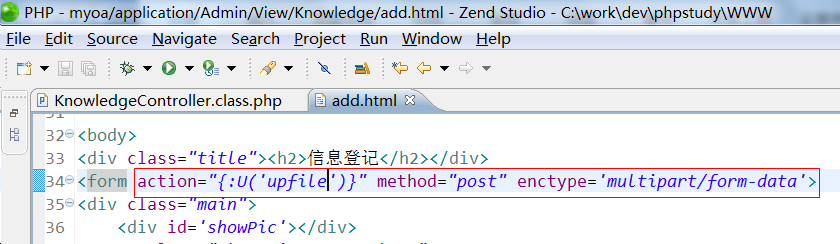 PHP - myoa/application/Admin/View/Knowledge/add.html - Zend Studio - C:\work\dev\phpstudy\WWW
File Edit Source Navigate Search Project Run Window Help
KnowledgeController.class.php add.html
32 <body>
33 <div class="title"><h2>信息登记</h2></div>
34 <form action="{:U('upfile')}" method="post" enctype='multipart/form-data'>
35 <div class="main">
36 <div id='showPic'></div>